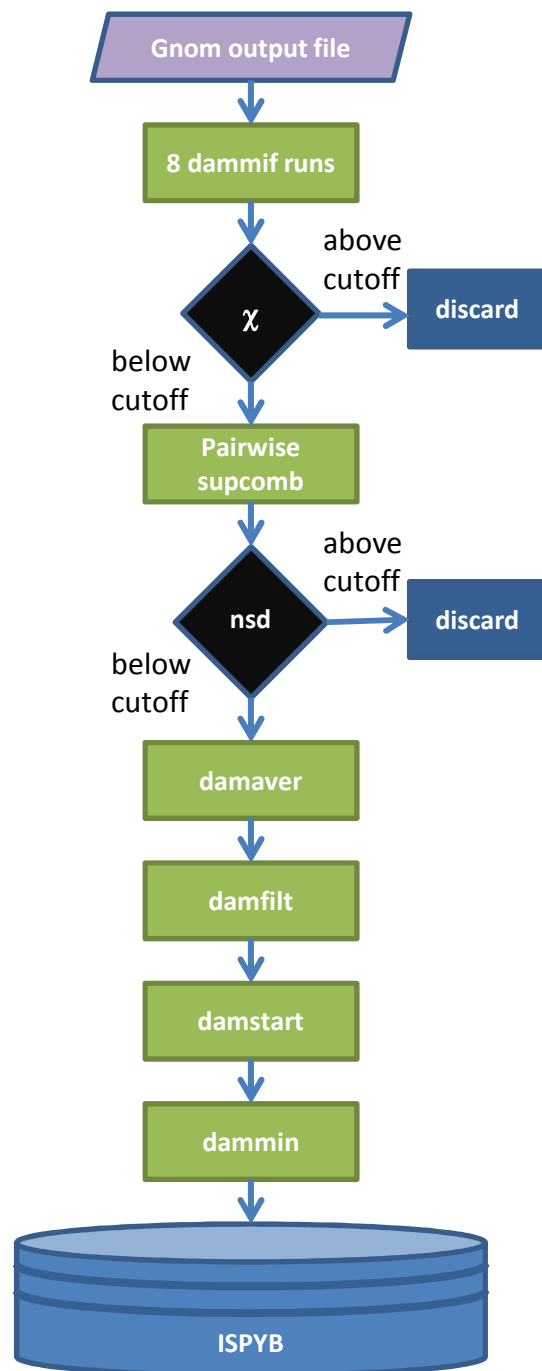 Gnom output file
8 dammif runs
above
cutoff
χ
discard
below
cutoff
Pairwise
supcomb
above
cutoff
nsd
discard
below
cutoff
damaver
damfilt
damstart
dammin
ISPYB